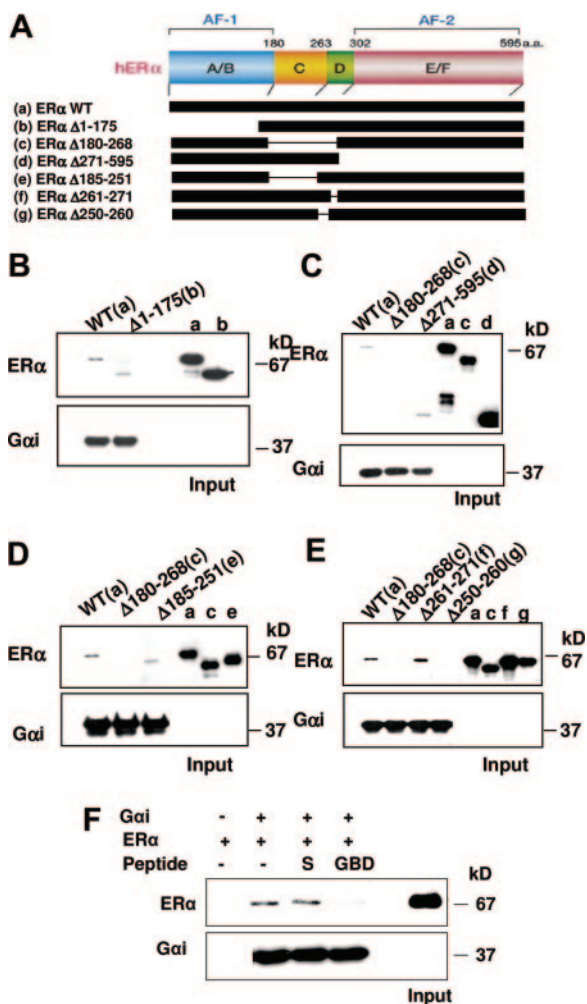 A
AF-1 AF-2
180 263 302 595 a.a.
hERα A/B C D E/F
(a) ERα WT
(b) ERα Δ1-175
(c) ERα Δ180-268
(d) ERα Δ271-595
(e) ERα Δ185-251
(f) ERα Δ261-271
(g) ERα Δ250-260
B
WT(a) Δ1-175(b) a b kD
ERα 67
Gαi 37
Input
C
WT(a) Δ180-268(c) Δ271-595(d) a c d kD
ERα 67
Gαi 37
Input
D
WT(a) Δ180-268(c) Δ185-251(e) a c e kD
ERα 67
Gαi 37
Input
E
WT(a) Δ180-268(c) Δ261-271(f) Δ250-260(g) a c f g kD
ERα 67
Gαi 37
Input
F
Gαi - + + +
ERα + + + +
Peptide - - S GBD kD
ERα 67
Gαi 37
Input